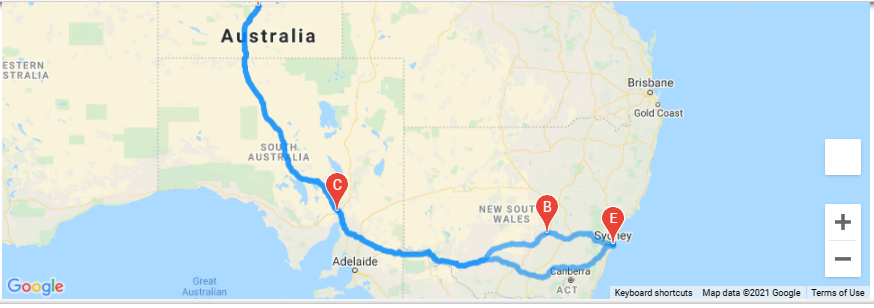 Australia
ESTERN
STRALIA
Brisbane
Gold Coast
SOUTH
AUSTRALIA
C
B
E
NEW SOUTH
WALES
Sydney
Adelaide
Canberra
ACT
Great
Australian
Google
+
−
Keyboard shortcuts Map data ©2021 Google Terms of Use